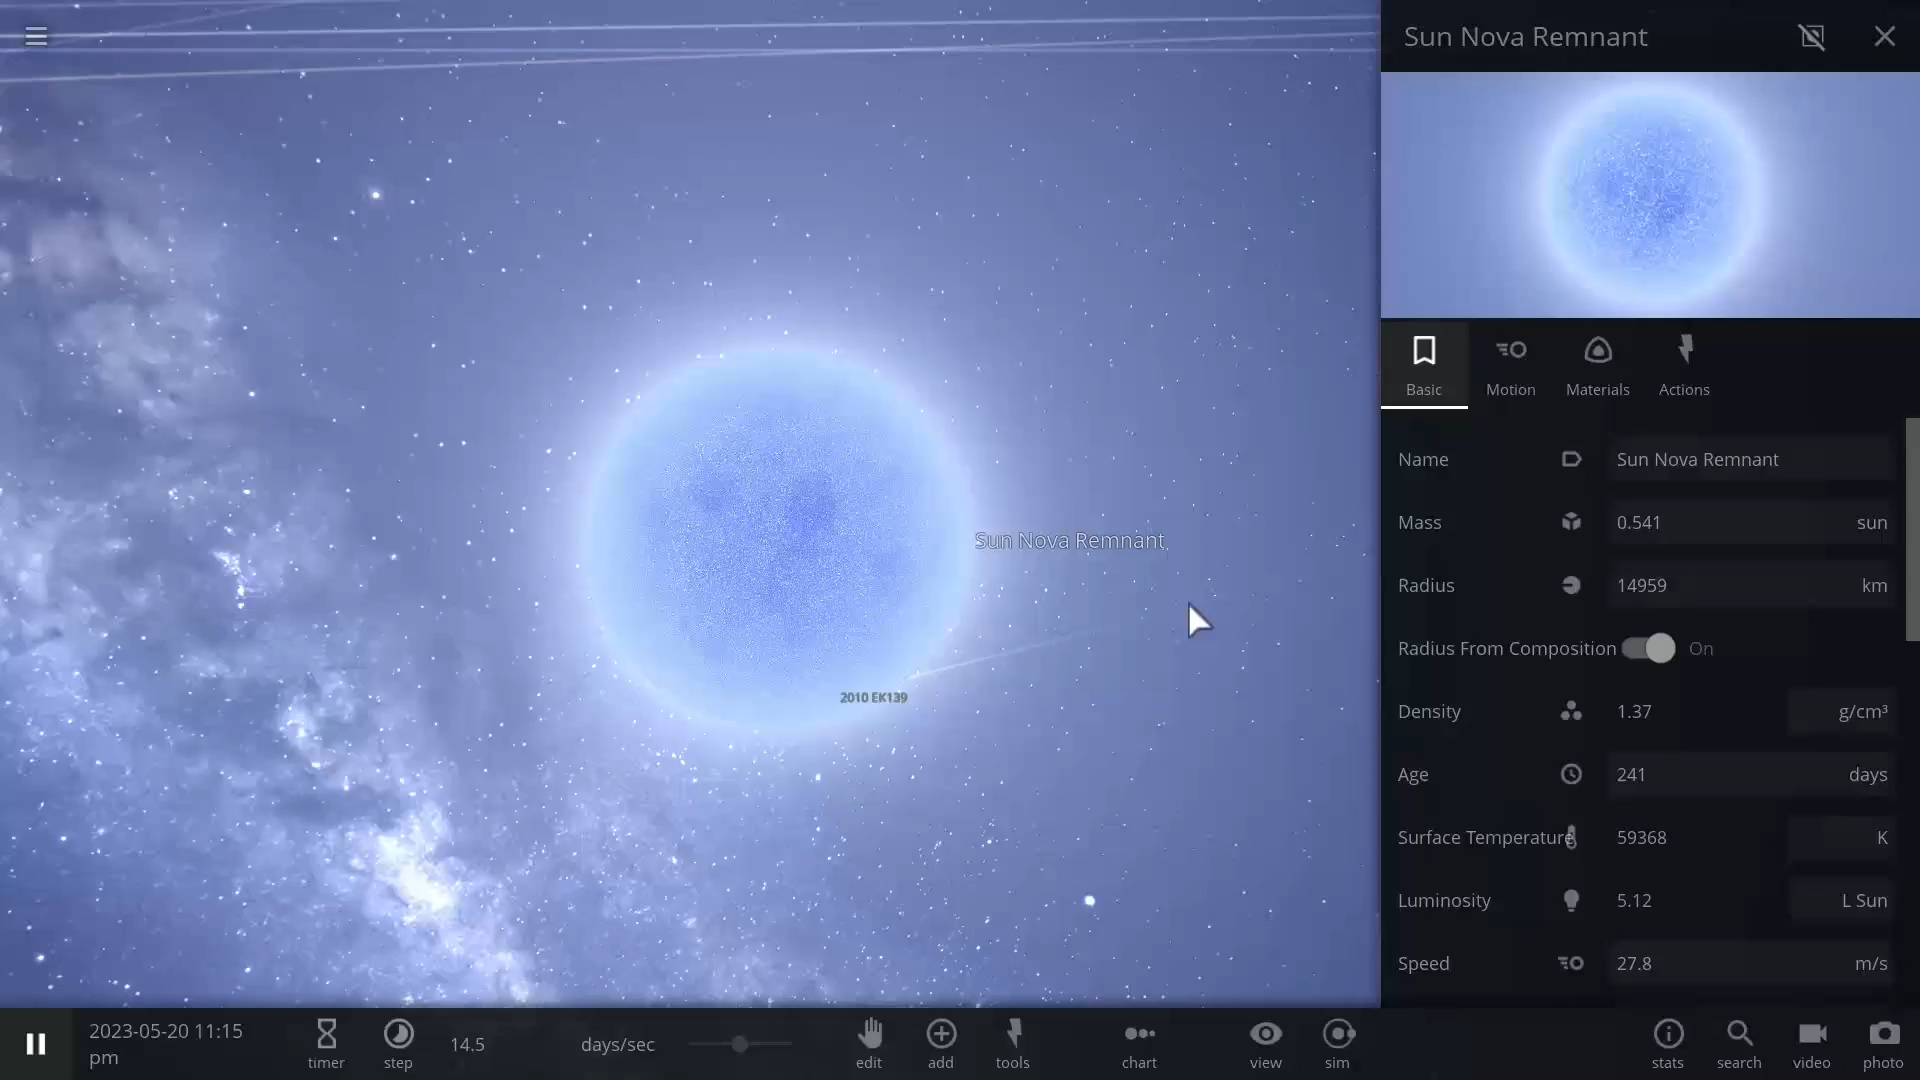 Sun Nova Remnant
Basic
Motion
Materials
Actions
Name Sun Nova Remnant
Mass 0.541 sun
Radius 14959 km
Radius From Composition On
Density 1.37 g/cm³
Age 241 days
Surface Temperature 59368 K
Luminosity 5.12 L Sun
Speed 27.8 m/s
Sun Nova Remnant
2010 EK139
2023-05-20 11:15
pm
timer
step
14.5 days/sec
edit
add
tools
chart
view
sim
stats
search
video
photo